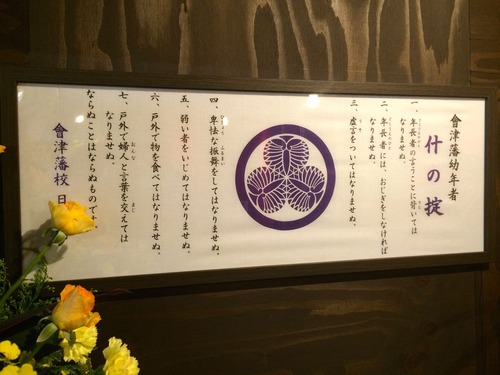 會津藩幼年者
什の掟
一、年長者の言うことに背いては
なりませぬ。
二、年長者には、おじぎをしなければ
なりませぬ。
三、虚言をついてはなりませぬ。
四、卑怯な振舞をしてはなりませぬ。
五、弱い者をいじめてはなりませぬ。
六、戸外で物を食べてはなりませぬ。
七、戸外で婦人と言葉を交えては
なりませぬ。
ならぬことはならぬもので
會津藩校